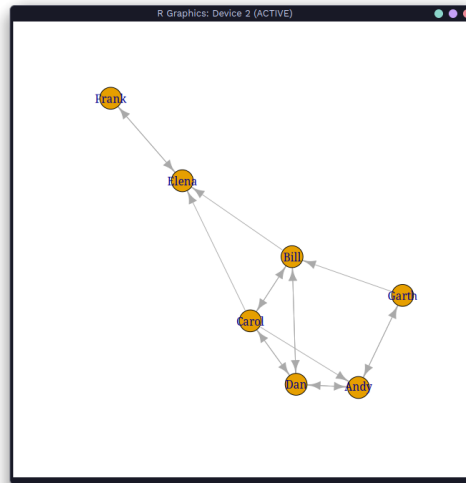 R Graphics: Device 2 (ACTIVE)
Frank
Elena
Bill
Garth
Carol
Dan
Andy